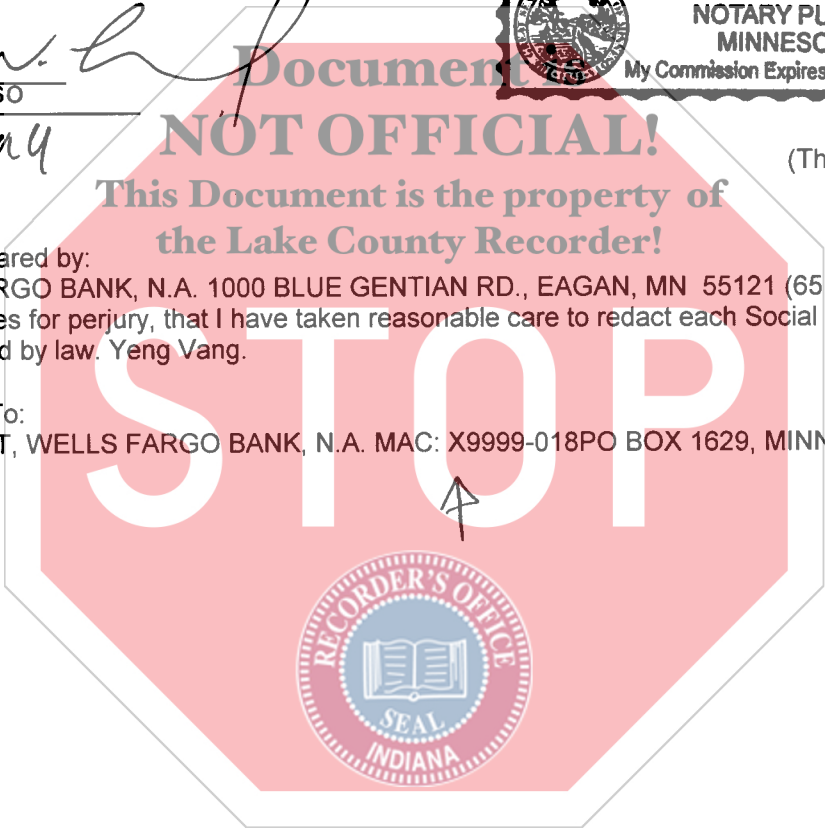 NOTARY PU
MINNESO
My Commission Expires
so
Document
NOT OFFICIAL!
(Th
This Document is the property of
the Lake County Recorder!
ared by:
RGO BANK, N.A. 1000 BLUE GENTIAN RD., EAGAN, MN 55121 (65
es for perjury, that I have taken reasonable care to redact each Social
d by law. Yeng Vang.
To:
T, WELLS FARGO BANK, N.A. MAC: X9999-018PO BOX 1629, MINN
STOP
RECORDER'S OFFICE
SEAL
INDIANA